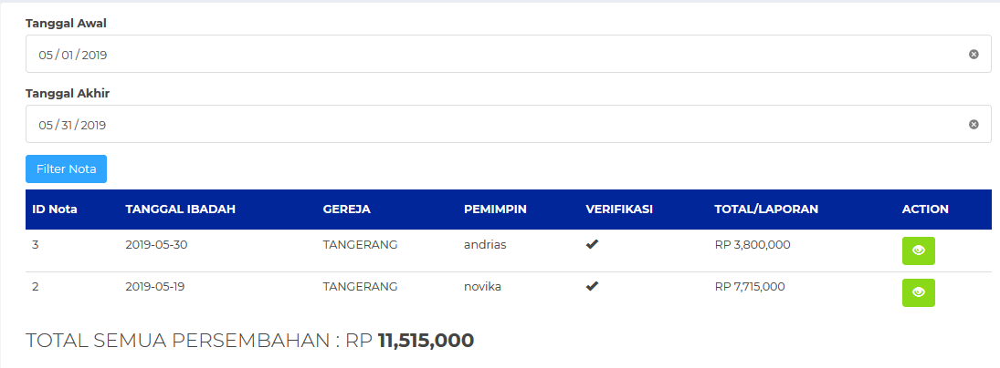 Tanggal Awal
05 / 01 / 2019
Tanggal Akhir
05 / 31 / 2019
Filter Nota
ID Nota TANGGAL IBADAH GEREJA PEMIMPIN VERIFIKASI TOTAL/LAPORAN ACTION
3 2019-05-30 TANGERANG andrias ✔ RP 3,800,000
2 2019-05-19 TANGERANG novika ✔ RP 7,715,000
TOTAL SEMUA PERSEMBAHAN : RP 11,515,000